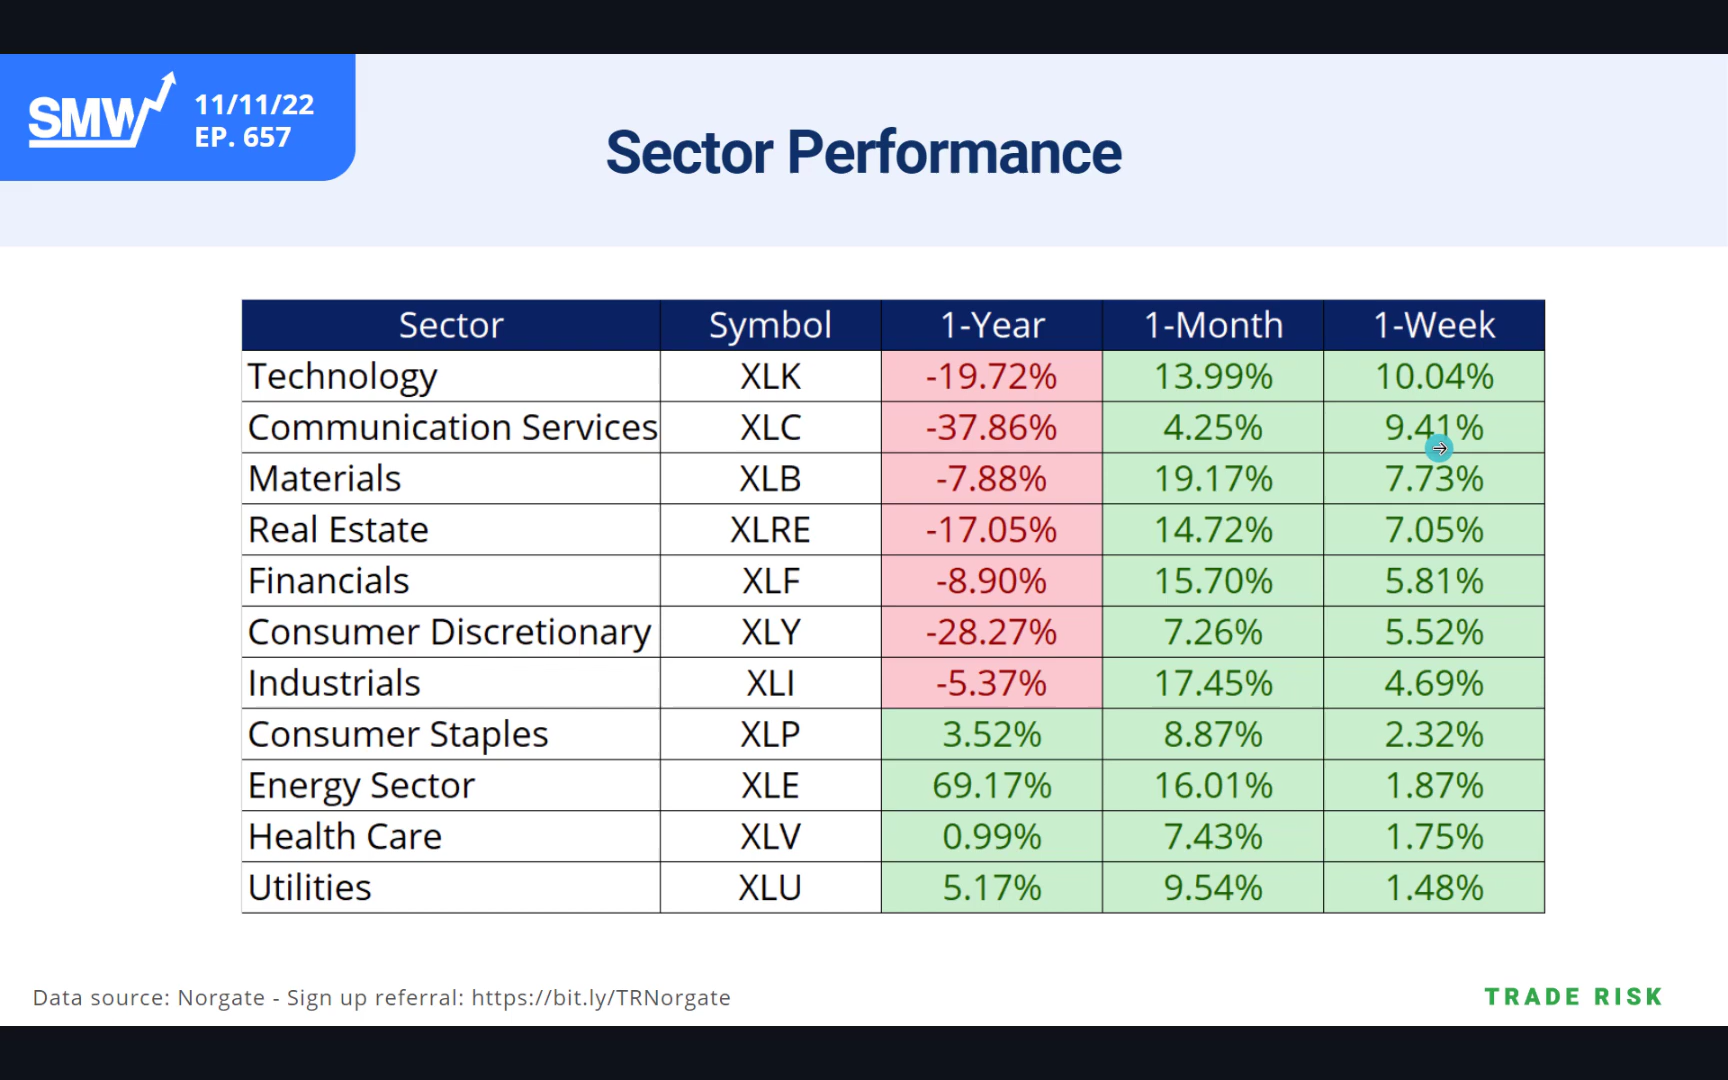 SMW
11/11/22
EP. 657
Sector Performance
Sector Symbol 1-Year 1-Month 1-Week
Technology XLK -19.72% 13.99% 10.04%
Communication Services XLC -37.86% 4.25% 9.41%
Materials XLB -7.88% 19.17% 7.73%
Real Estate XLRE -17.05% 14.72% 7.05%
Financials XLF -8.90% 15.70% 5.81%
Consumer Discretionary XLY -28.27% 7.26% 5.52%
Industrials XLI -5.37% 17.45% 4.69%
Consumer Staples XLP 3.52% 8.87% 2.32%
Energy Sector XLE 69.17% 16.01% 1.87%
Health Care XLV 0.99% 7.43% 1.75%
Utilities XLU 5.17% 9.54% 1.48%
Data source: Norgate - Sign up referral: https://bit.ly/TRNorgate
TRADE RISK